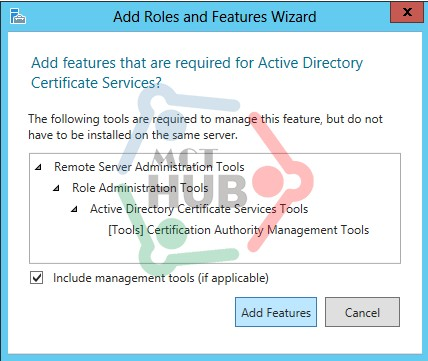 Add Roles and Features Wizard
x
Add features that are required for Active Directory
Certificate Services?
The following tools are required to manage this feature, but do not
have to be installed on the same server.
MCT
HUB
Remote Server Administration Tools
Role Administration Tools
Active Directory Certificate Services Tools
[Tools] Certification Authority Management Tools
Include management tools (if applicable)
Add Features
Cancel